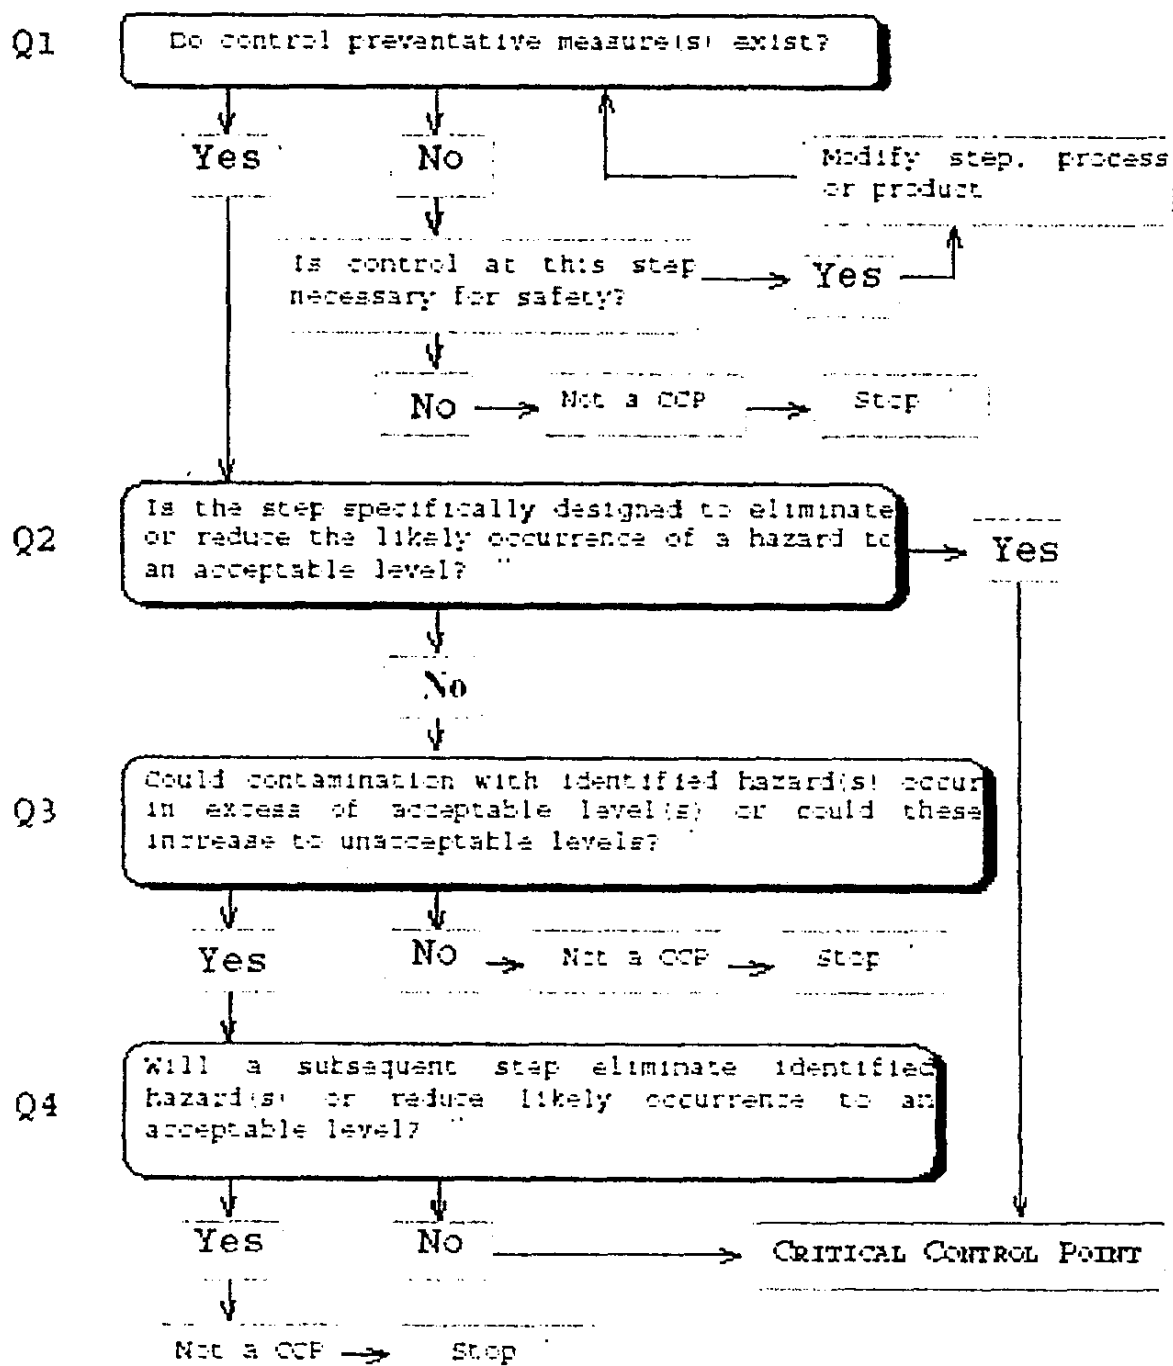 Q1
Do control preventative measure(s) exist?
Yes
No
Modify step, process
or product
Is control at this step
necessary for safety?
Yes
No
Not a CCP
Stop
Q2
Is the step specifically designed to eliminate
or reduce the likely occurrence of a hazard to
an acceptable level? "
Yes
No
Q3
Could contamination with identified hazard(s) occur
in excess of acceptable level(s) or could these
increase to unacceptable levels?
Yes
No
Not a CCP
Stop
Q4
Will a subsequent step eliminate identified
hazard(s) or reduce likely occurrence to an
acceptable level? "
Yes
No
CRITICAL CONTROL POINT
Not a CCP
Stop